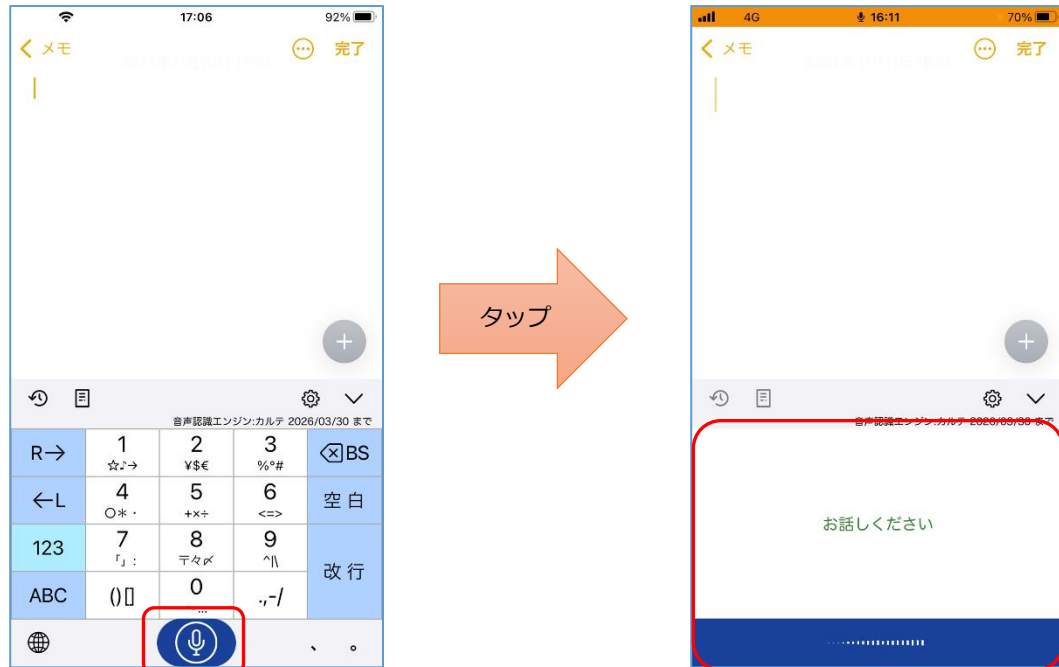 17:06 92%
メモ 完了
音声認識エンジン:カルテ 2026/03/30 まで
R→ 1 2 3 BS
☆♪→ ¥$€ %°#
←L 4 5 6 空白
○*・ +×÷ <=>
123 7 8 9
「」: 〒々〆 ^|\
改行
ABC ()[] 0 .,-/
、 。
タップ
4G 16:11 70%
メモ 完了
音声認識エンジン:カルテ 2026/03/30 まで
お話しください